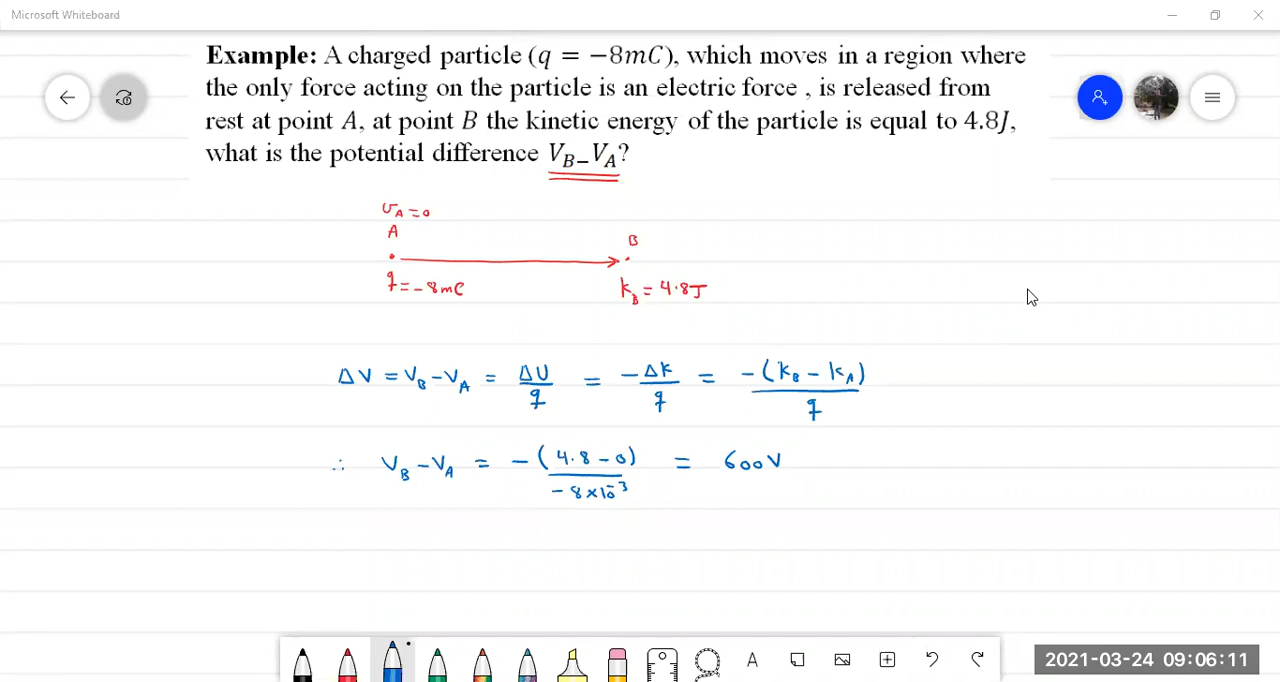 Microsoft Whiteboard
Example: A charged particle (q = −8mC), which moves in a region where
the only force acting on the particle is an electric force , is released from
rest at point A, at point B the kinetic energy of the particle is equal to 4.8J,
what is the potential difference V_B_V_A?
v_A = 0
A
B
q = -8mC
k_B = 4.8J
ΔV = V_B - V_A = ΔU/q = -Δk/q = -(k_B - k_A)/q
∴ V_B - V_A = -(4.8-0)/-8×10^-3 = 600V
A
2021-03-24 09:06:11